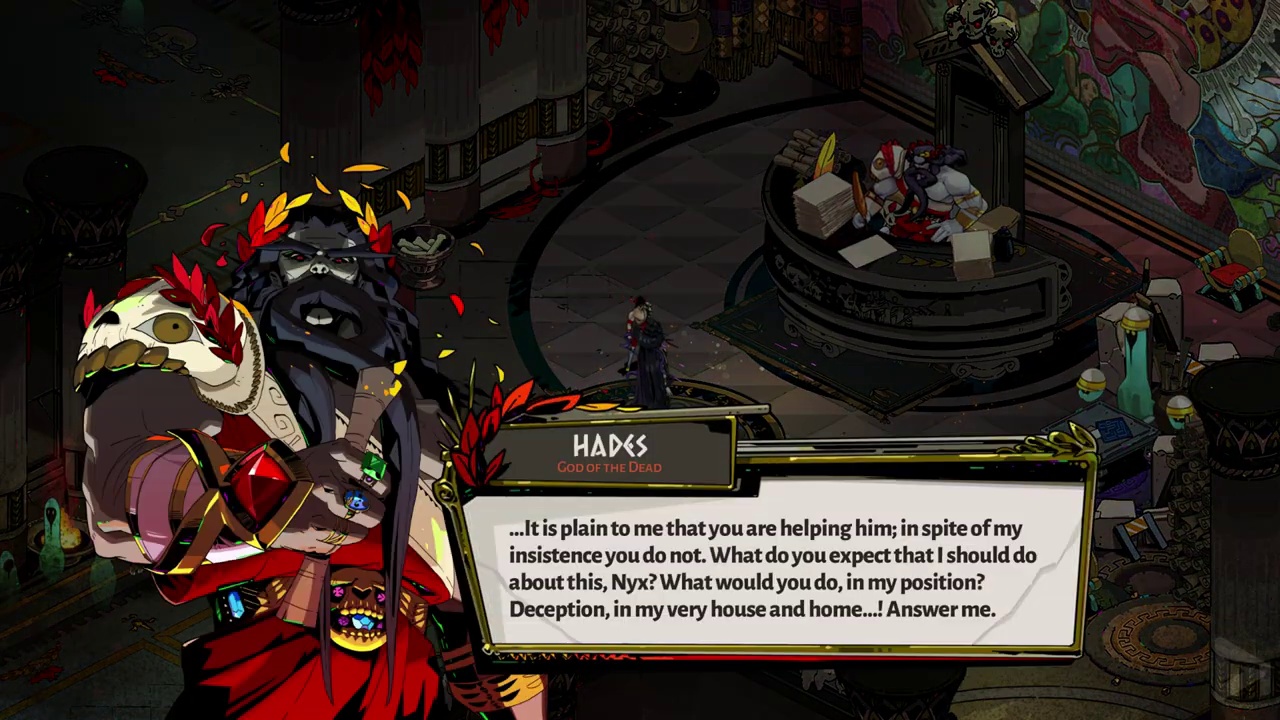 HADES
GOD OF THE DEAD
...It is plain to me that you are helping him; in spite of my
insistence you do not. What do you expect that I should do
about this, Nyx? What would you do, in my position?
Deception, in my very house and home...! Answer me.